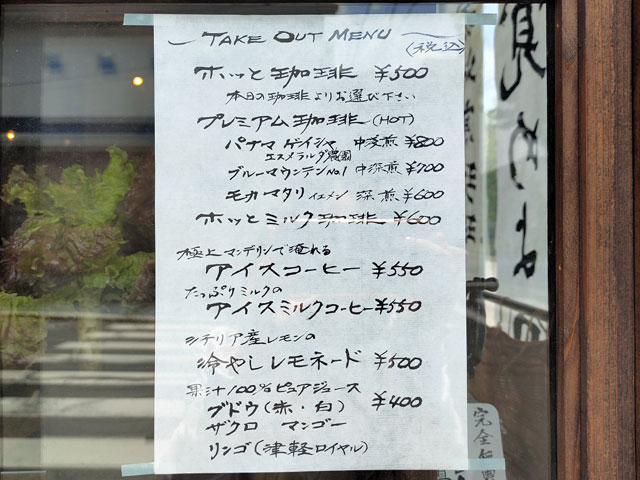 TAKE OUT MENU
(税込)
ホッと珈琲 ¥500
本日の珈琲よりお選び下さい
プレミアム珈琲(HOT)
パナマ ゲイシャ 中深煎 ¥800
エスメラルダ農園
ブルーマウンテンNo.1 中深煎 ¥700
モカマタリ イエメン 深煎 ¥600
ホッとミルク珈琲 ¥600
極上マンデリンで淹れる
アイスコーヒー ¥550
たっぷりミルクの
アイスミルクコーヒー ¥550
シチリア産レモンの
冷やしレモネード ¥500
果汁100%ピュアジュース
ブドウ(赤・白) ¥400
ザクロ マンゴー
リンゴ(津軽ロイヤル)
完全